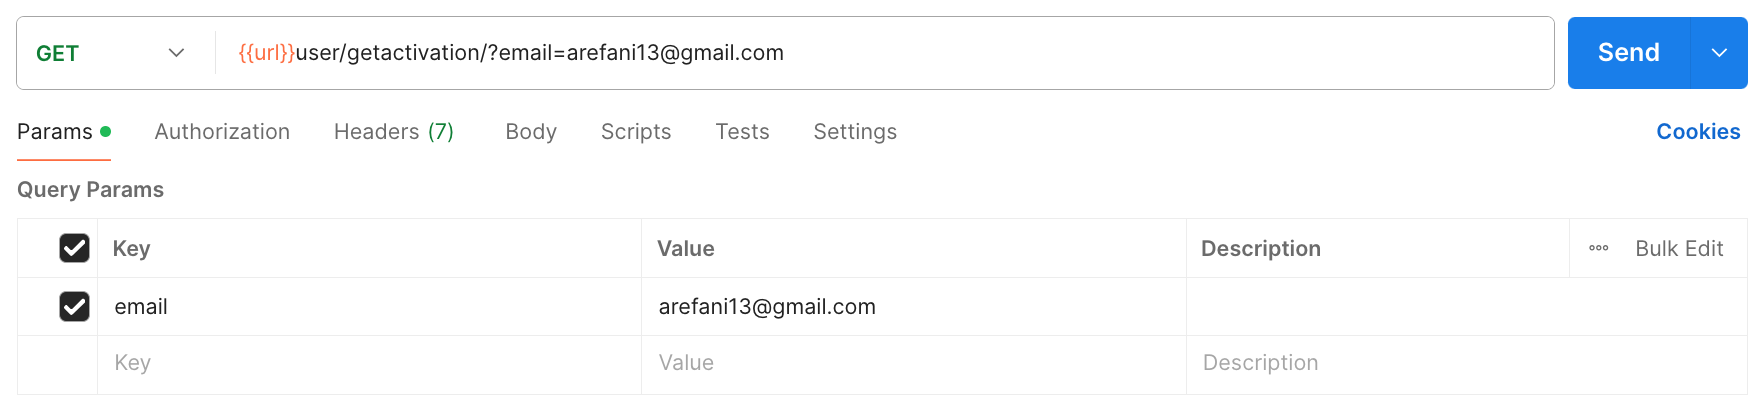 GET {{url}}user/getactivation/?email=arefani13@gmail.com Send
Params Authorization Headers (7) Body Scripts Tests Settings Cookies
Query Params
Key Value Description ooo Bulk Edit
email arefani13@gmail.com
Key Value Description